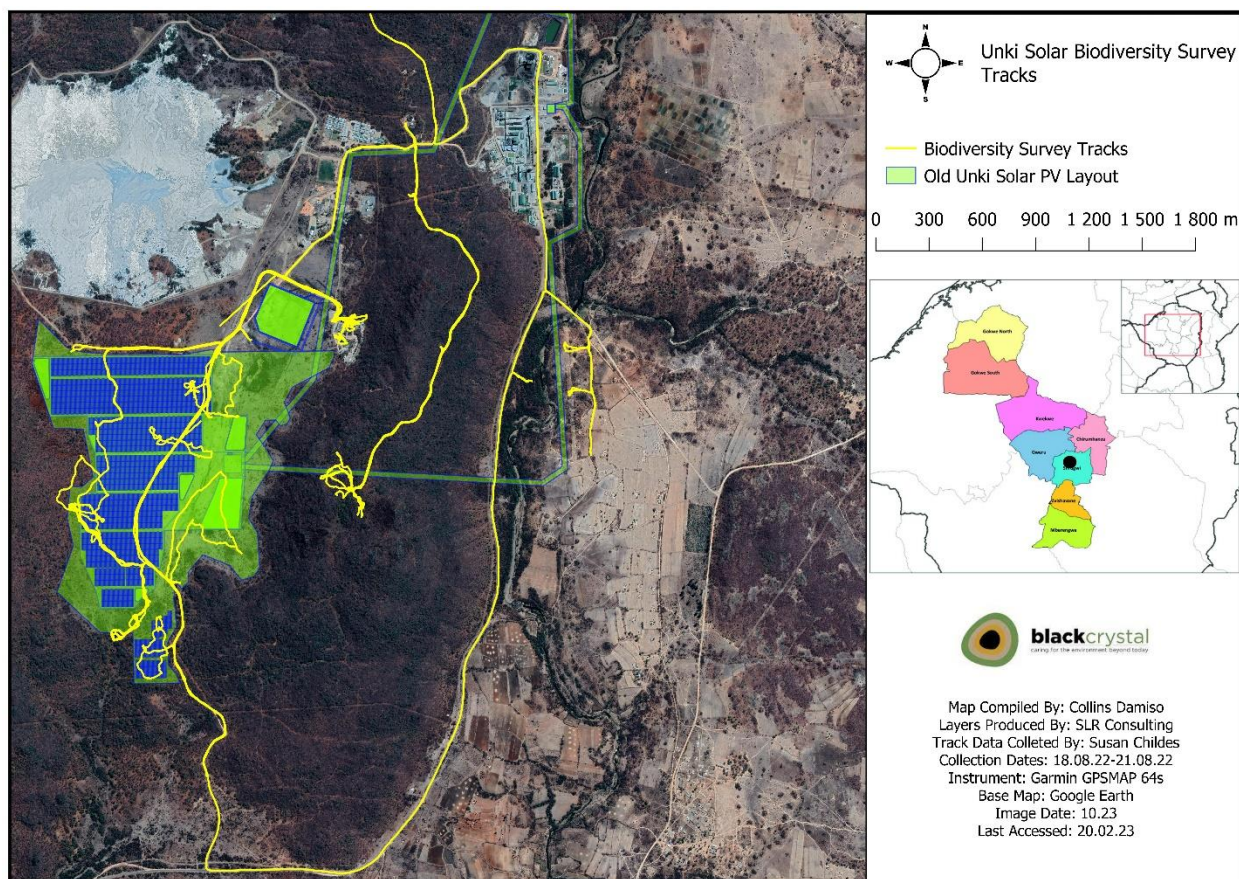 N
W E
S
Unki Solar Biodiversity Survey
Tracks
Biodiversity Survey Tracks
Old Unki Solar PV Layout
0 300 600 900 1 200 1 500 1 800 m
Gokwe North
Gokwe South
Kwekwe
Chirumhanzu
Gweru
Zvishavane
Mberengwa
blackcrystal
caring for the environment beyond today
Map Compiled By: Collins Damiso
Layers Produced By: SLR Consulting
Track Data Colleted By: Susan Childes
Collection Dates: 18.08.22-21.08.22
Instrument: Garmin GPSMAP 64s
Base Map: Google Earth
Image Date: 10.23
Last Accessed: 20.02.23